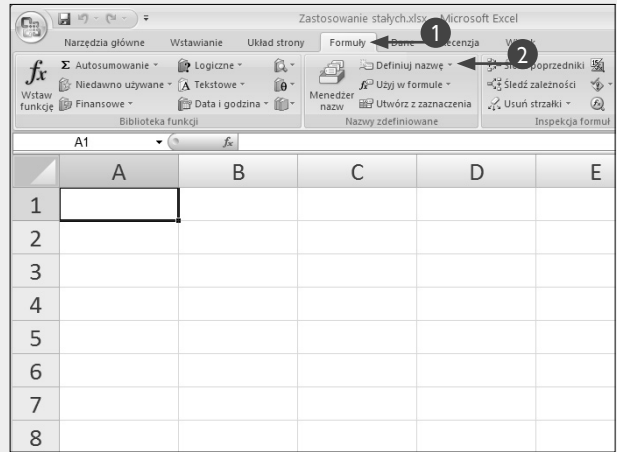 Zastosowanie stałych.xlsx - Microsoft Excel
Narzędzia główne Wstawianie Układ strony Formuły Dane Recenzja
1
2
Wstaw funkcję
Σ Autosumowanie
Niedawno używane
Finansowe
Logiczne
Tekstowe
Data i godzina
Biblioteka funkcji
Menedżer nazw
Definiuj nazwę
Użyj w formule
Utwórz z zaznaczenia
Nazwy zdefiniowane
poprzedniki
Śledź zależności
Usuń strzałki
Inspekcja formuł
A1 fx
A B C D E
1
2
3
4
5
6
7
8